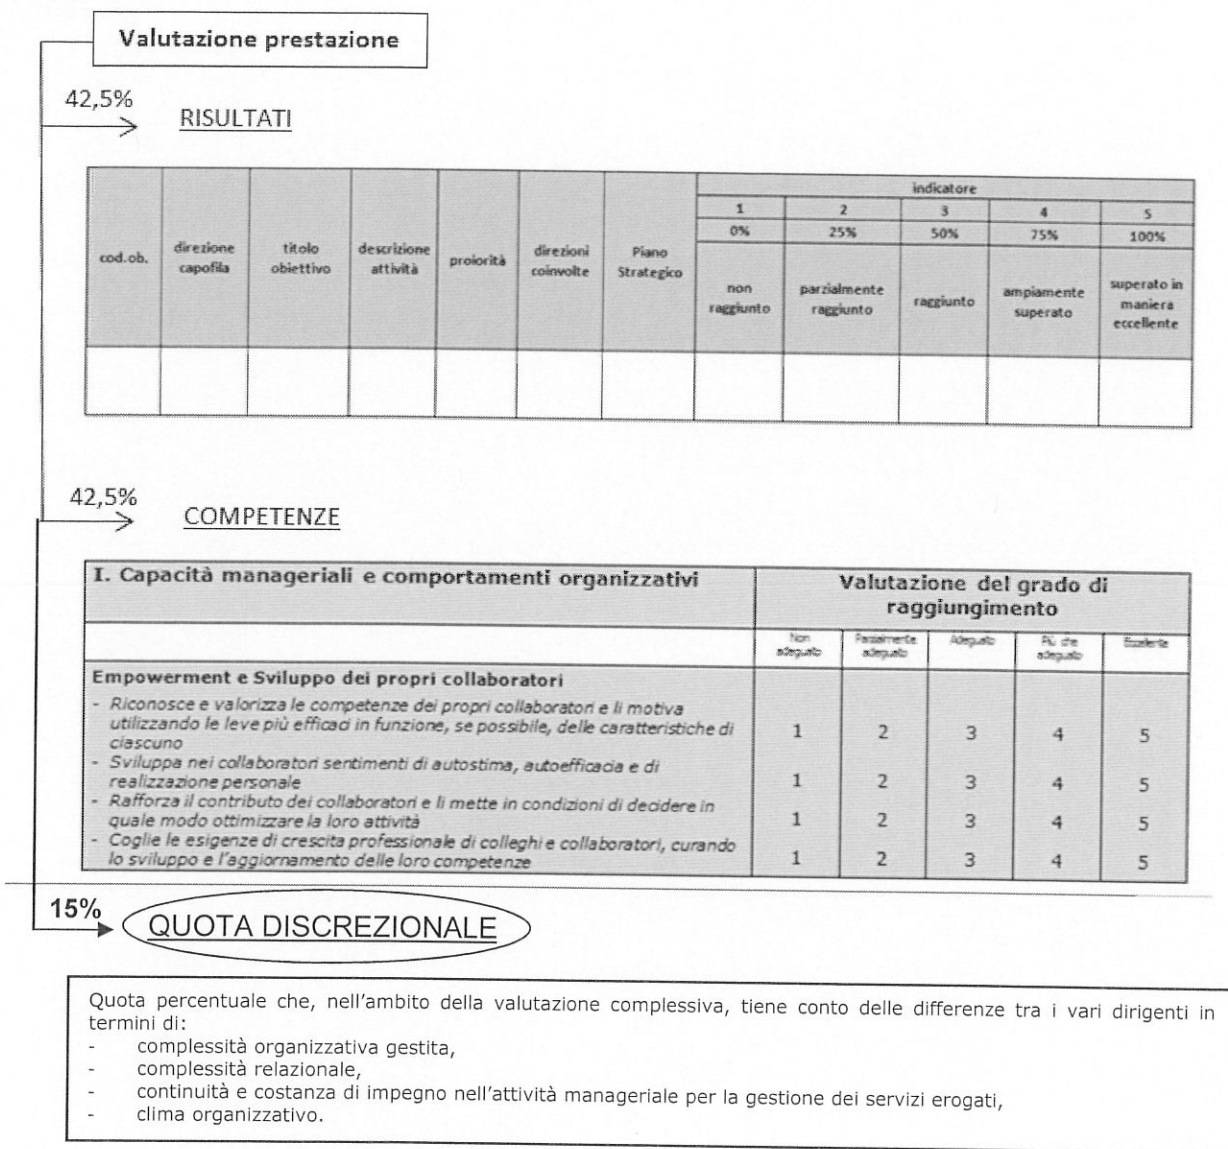 Valutazione prestazione
42,5%
RISULTATI
indicatore
1 2 3 4 5
0% 25% 50% 75% 100%
cod.ob.
direzione
capofila
titolo
obiettivo
descrizione
attività
proiorità
direzioni
coinvolte
Piano
Strategico
non
raggiunto
parzialmente
raggiunto
raggiunto
ampiamente
superato
superato in
maniera
eccellente
42,5%
COMPETENZE
I. Capacità manageriali e comportamenti organizzativi
Valutazione del grado di
raggiungimento
Non
adeguato
Parzialmente
adeguato
Adeguato
Più che
adeguato
Eccellente
Empowerment e Sviluppo dei propri collaboratori
- Riconosce e valorizza le competenze dei propri collaboratori e li motiva
utilizzando le leve più efficaci in funzione, se possibile, delle caratteristiche di
ciascuno
1 2 3 4 5
- Sviluppa nei collaboratori sentimenti di autostima, autoefficacia e di
realizzazione personale
1 2 3 4 5
- Rafforza il contributo dei collaboratori e li mette in condizioni di decidere in
quale modo ottimizzare la loro attività
1 2 3 4 5
- Coglie le esigenze di crescita professionale di colleghi e collaboratori, curando
lo sviluppo e l'aggiornamento delle loro competenze
1 2 3 4 5
15%
QUOTA DISCREZIONALE
Quota percentuale che, nell'ambito della valutazione complessiva, tiene conto delle differenze tra i vari dirigenti in
termini di:
- complessità organizzativa gestita,
- complessità relazionale,
- continuità e costanza di impegno nell'attività manageriale per la gestione dei servizi erogati,
- clima organizzativo.